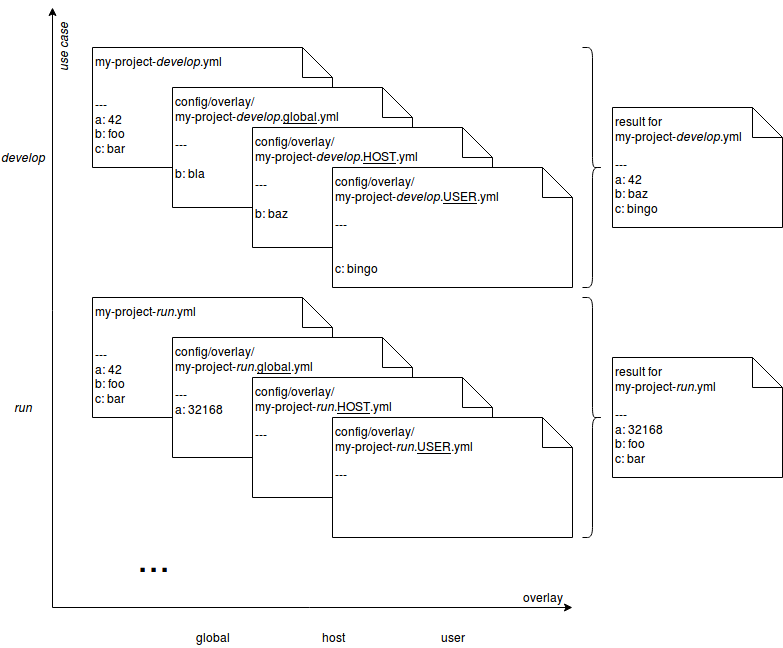 use case
my-project-develop.yml
---
a: 42
b: foo
c: bar
config/overlay/
my-project-develop.global.yml
---
b: bla
config/overlay/
my-project-develop.HOST.yml
---
b: baz
config/overlay/
my-project-develop.USER.yml
---
c: bingo
result for
my-project-develop.yml
---
a: 42
b: baz
c: bingo
develop
my-project-run.yml
---
a: 42
b: foo
c: bar
config/overlay/
my-project-run.global.yml
---
a: 32168
config/overlay/
my-project-run.HOST.yml
---
config/overlay/
my-project-run.USER.yml
---
result for
my-project-run.yml
---
a: 32168
b: foo
c: bar
run
...
overlay
global
host
user